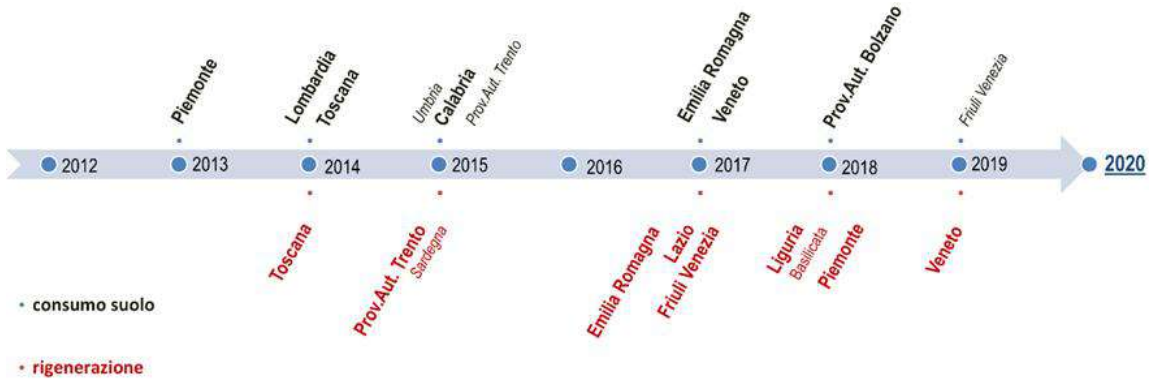 Piemonte
Lombardia
Toscana
Umbria
Calabria
Prov.Aut. Trento
Emilia Romagna
Veneto
Prov.Aut. Bolzano
Friuli Venezia
2012
2013
2014
2015
2016
2017
2018
2019
2020
Toscana
Prov.Aut. Trento
Sardegna
Emilia Romagna
Lazio
Friuli Venezia
Liguria
Basilicata
Piemonte
Veneto
consumo suolo
rigenerazione